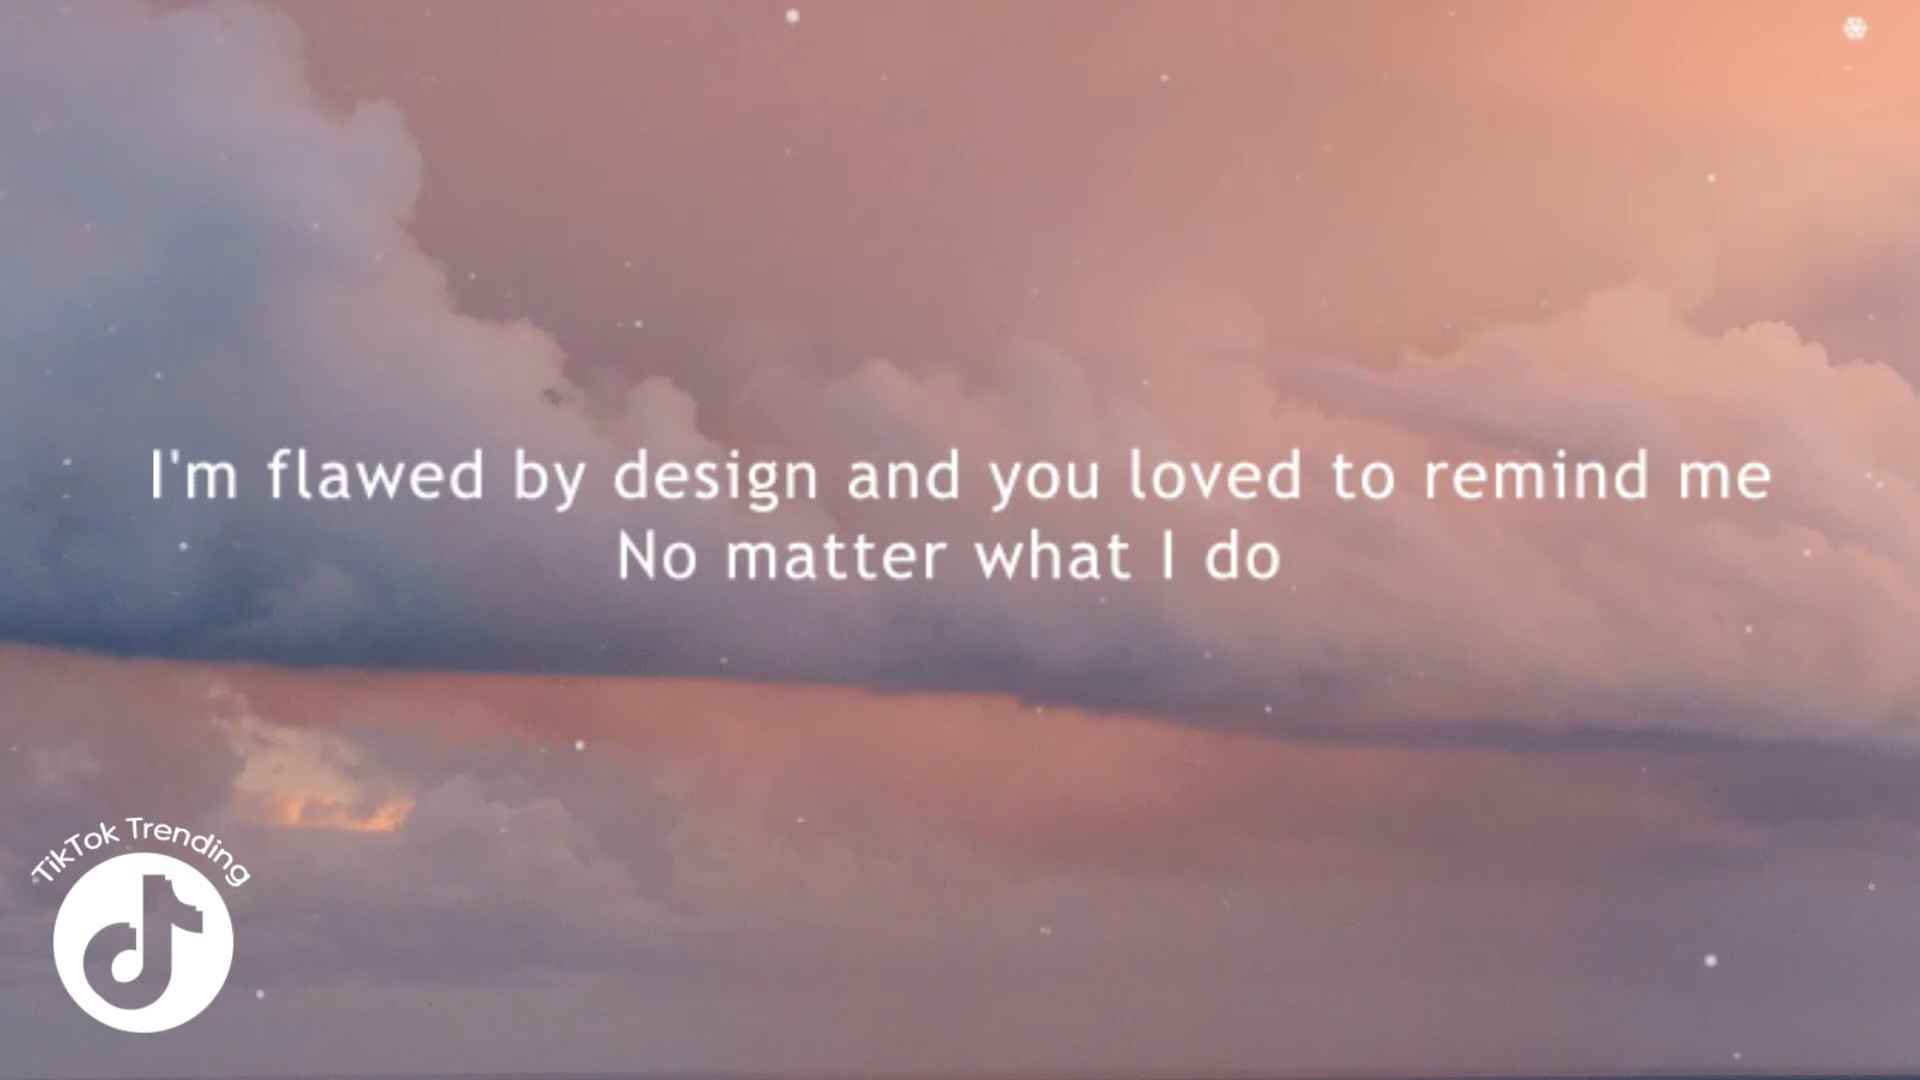 I'm flawed by design and you loved to remind me
No matter what I do
TikTok Trending